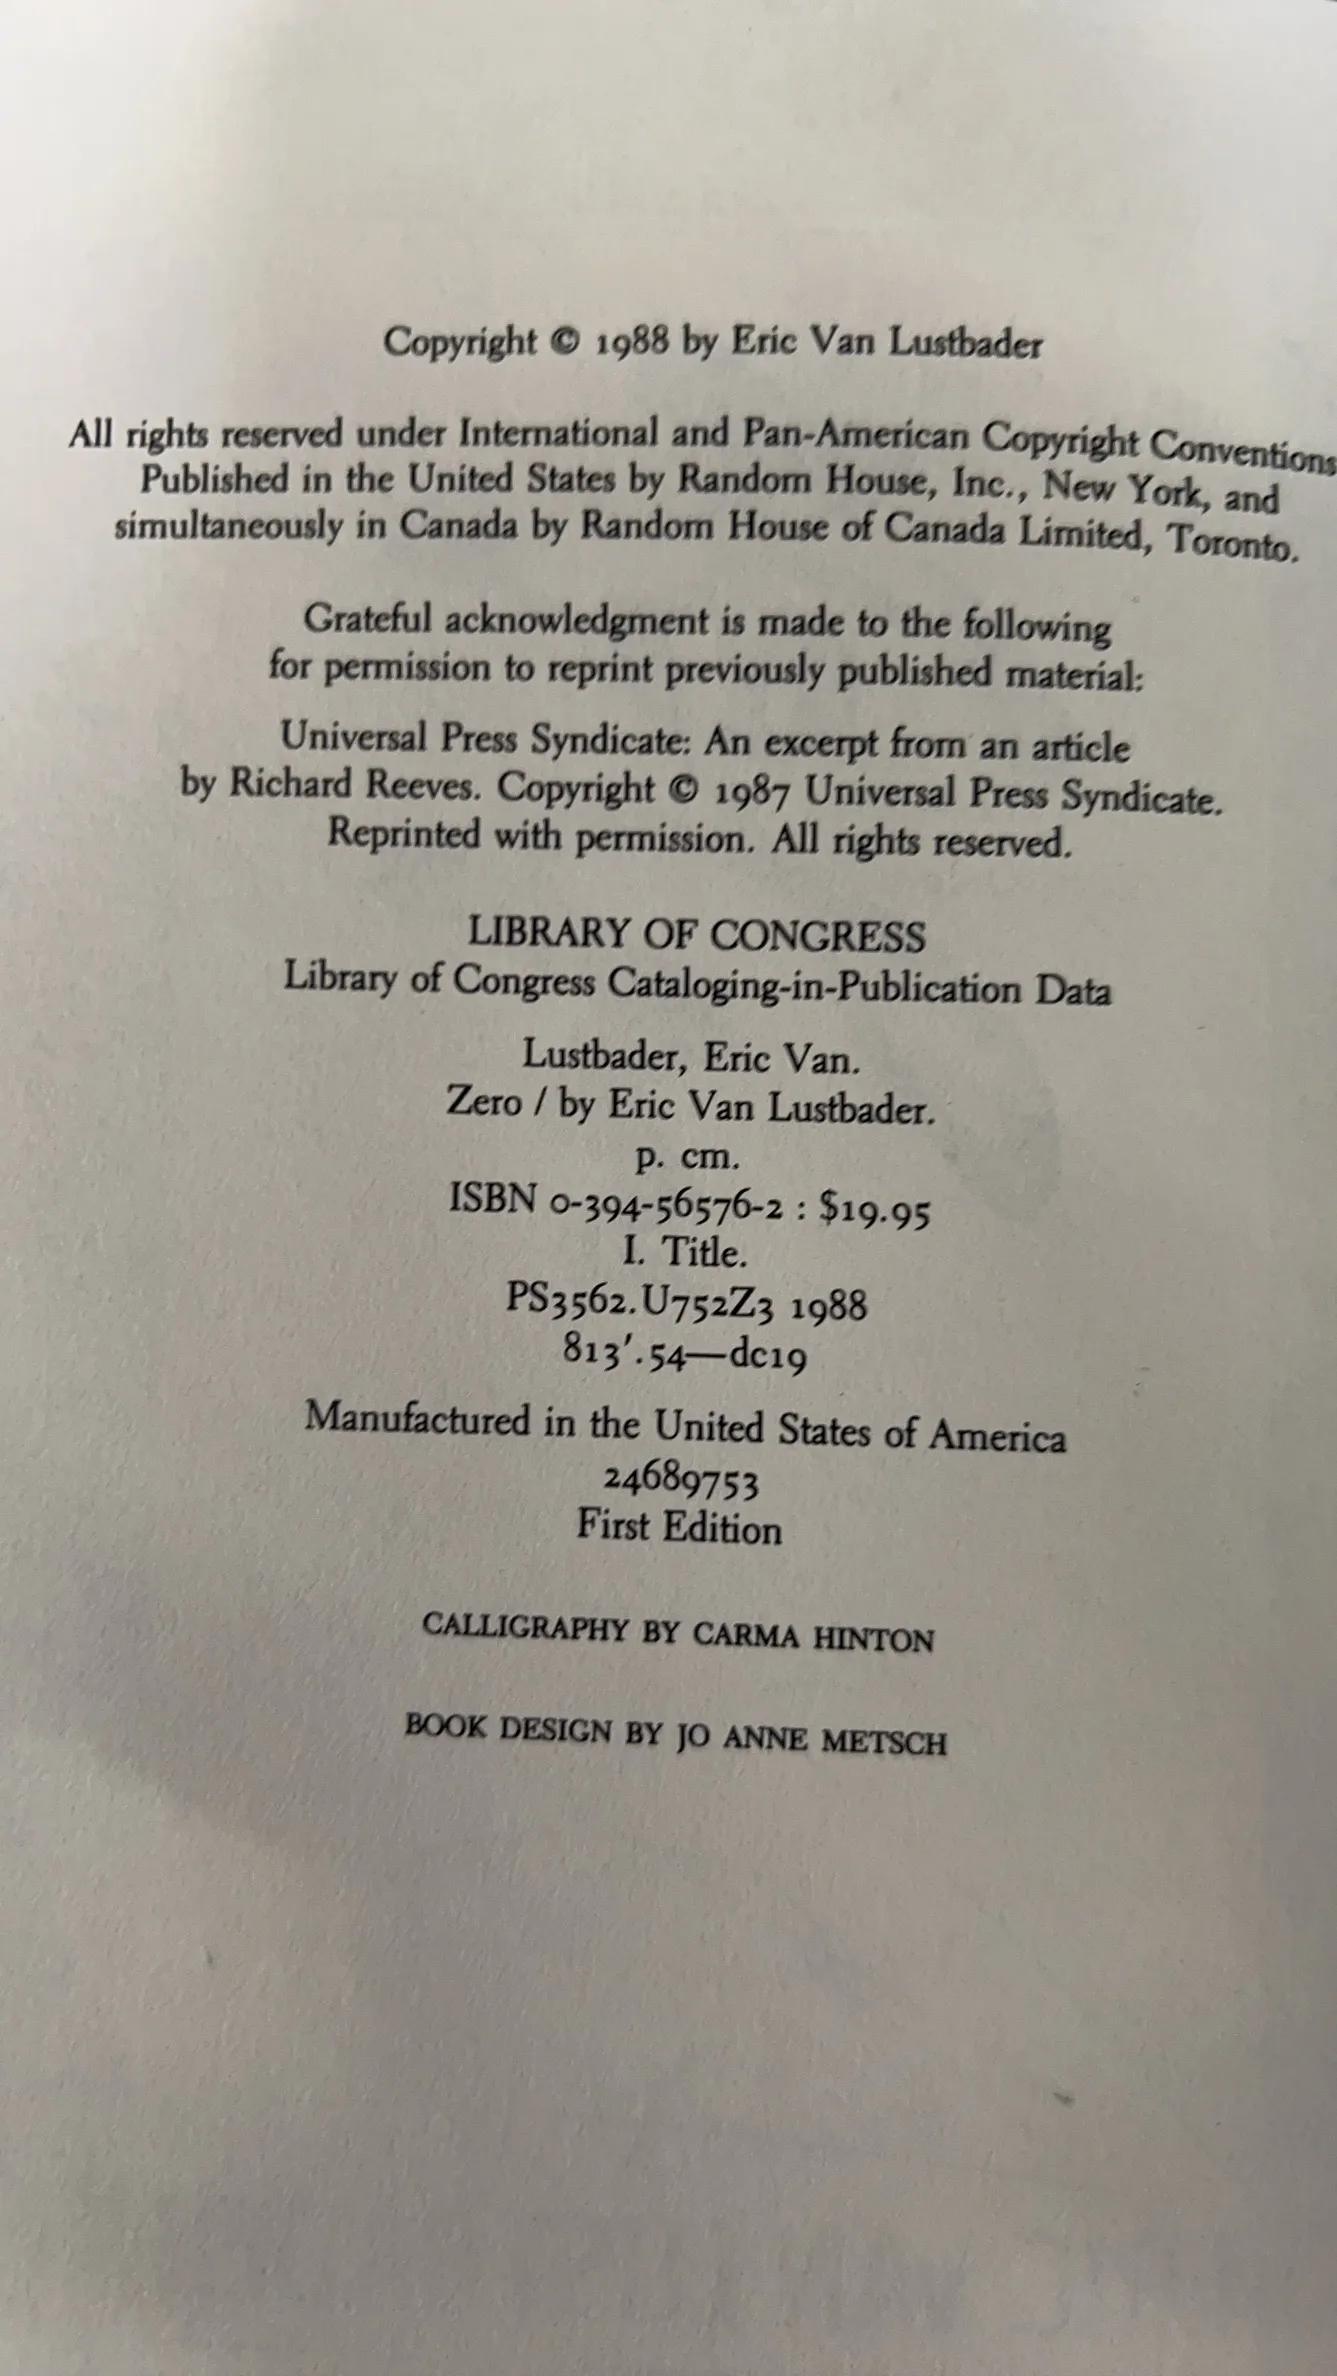 Copyright © 1988 by Eric Van Lustbader
All rights reserved under International and Pan-American Copyright Conventions
Published in the United States by Random House, Inc., New York, and
simultaneously in Canada by Random House of Canada Limited, Toronto.
Grateful acknowledgment is made to the following
for permission to reprint previously published material:
Universal Press Syndicate: An excerpt from an article
by Richard Reeves. Copyright © 1987 Universal Press Syndicate.
Reprinted with permission. All rights reserved.
LIBRARY OF CONGRESS
Library of Congress Cataloging-in-Publication Data
Lustbader, Eric Van.
Zero / by Eric Van Lustbader.
p. cm.
ISBN 0-394-56576-2 : $19.95
I. Title.
PS3562.U752Z3 1988
813′.54—dc19
Manufactured in the United States of America
24689753
First Edition
CALLIGRAPHY BY CARMA HINTON
BOOK DESIGN BY JO ANNE METSCH